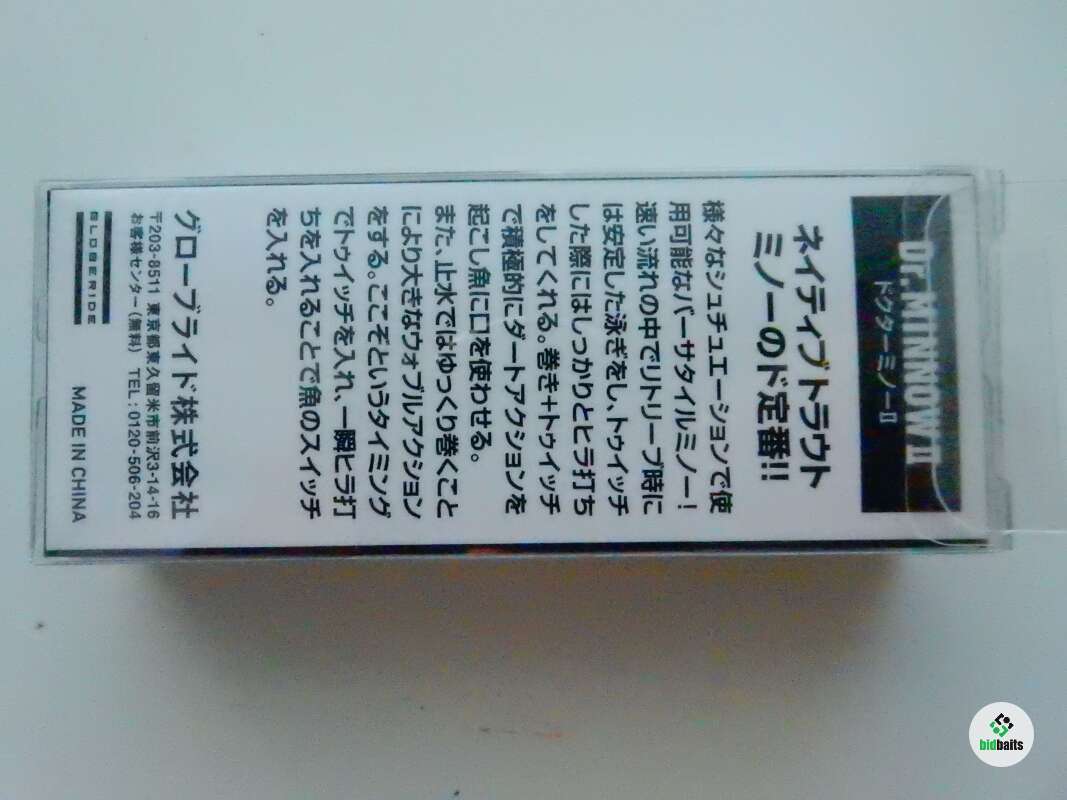 Dr.MINNOW II
ドクターミノーII
ネイティブトラウト
ミノーのド定番!!
様々なシュチュエーションで使
用可能なバーサタイルミノー!
速い流れの中でリトリーブ時に
は安定した泳ぎをし、トゥイッチ
した際にはしっかりとヒラ打ち
をしてくれる。巻き+トゥイッチ
で積極的にダートアクションを
起こし魚に口を使わせる。
また、止水ではゆっくり巻くこと
により大きなウォブルアクション
をする。ここぞというタイミング
でトゥイッチを入れ、一瞬ヒラ打
ちを入れることで魚のスイッチ
を入れる。
グローブライド株式会社
〒203-8511 東京都東久留米市前沢3-14-16
お客様センター(無料) TEL:0120-506-204
GLOBERIDE
MADE IN CHINA
bidbaits